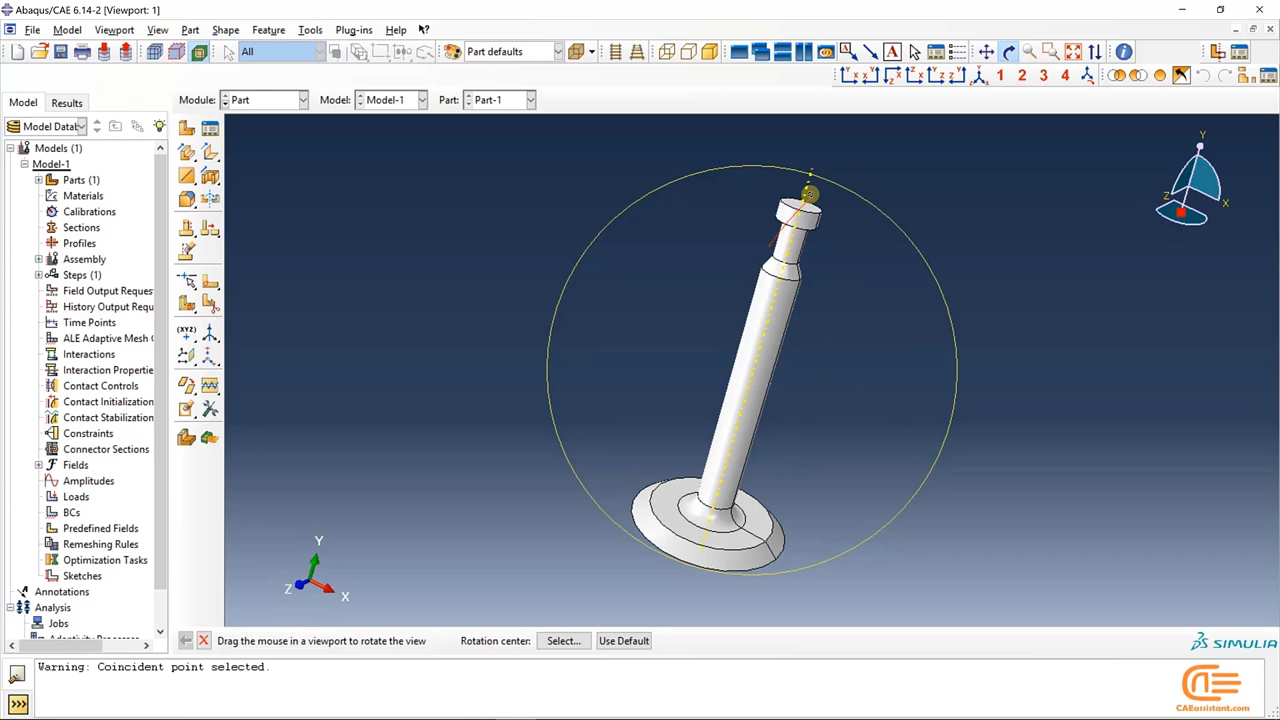 Abaqus/CAE 6.14-2 [Viewport: 1]
File Model Viewport View Part Shape Feature Tools Plug-ins Help
All Part defaults
1 2 3 4
Model Results Module: Part Model: Model-1 Part: Part-1
Model Datab
Models (1)
Model-1
Parts (1)
Materials
Calibrations
Sections
Profiles
Assembly
Steps (1)
Field Output Reques
History Output Requ
Time Points
ALE Adaptive Mesh C
Interactions
Interaction Propertie
Contact Controls
Contact Initialization
Contact Stabilization
Constraints
Connector Sections
Fields
Amplitudes
Loads
BCs
Predefined Fields
Remeshing Rules
Optimization Tasks
Sketches
Annotations
Analysis
Jobs
Y
Z
X
Y
Z
X
Drag the mouse in a viewport to rotate the view Rotation center: Select... Use Default
SIMULIA
Warning: Coincident point selected.
CAEassistant.com